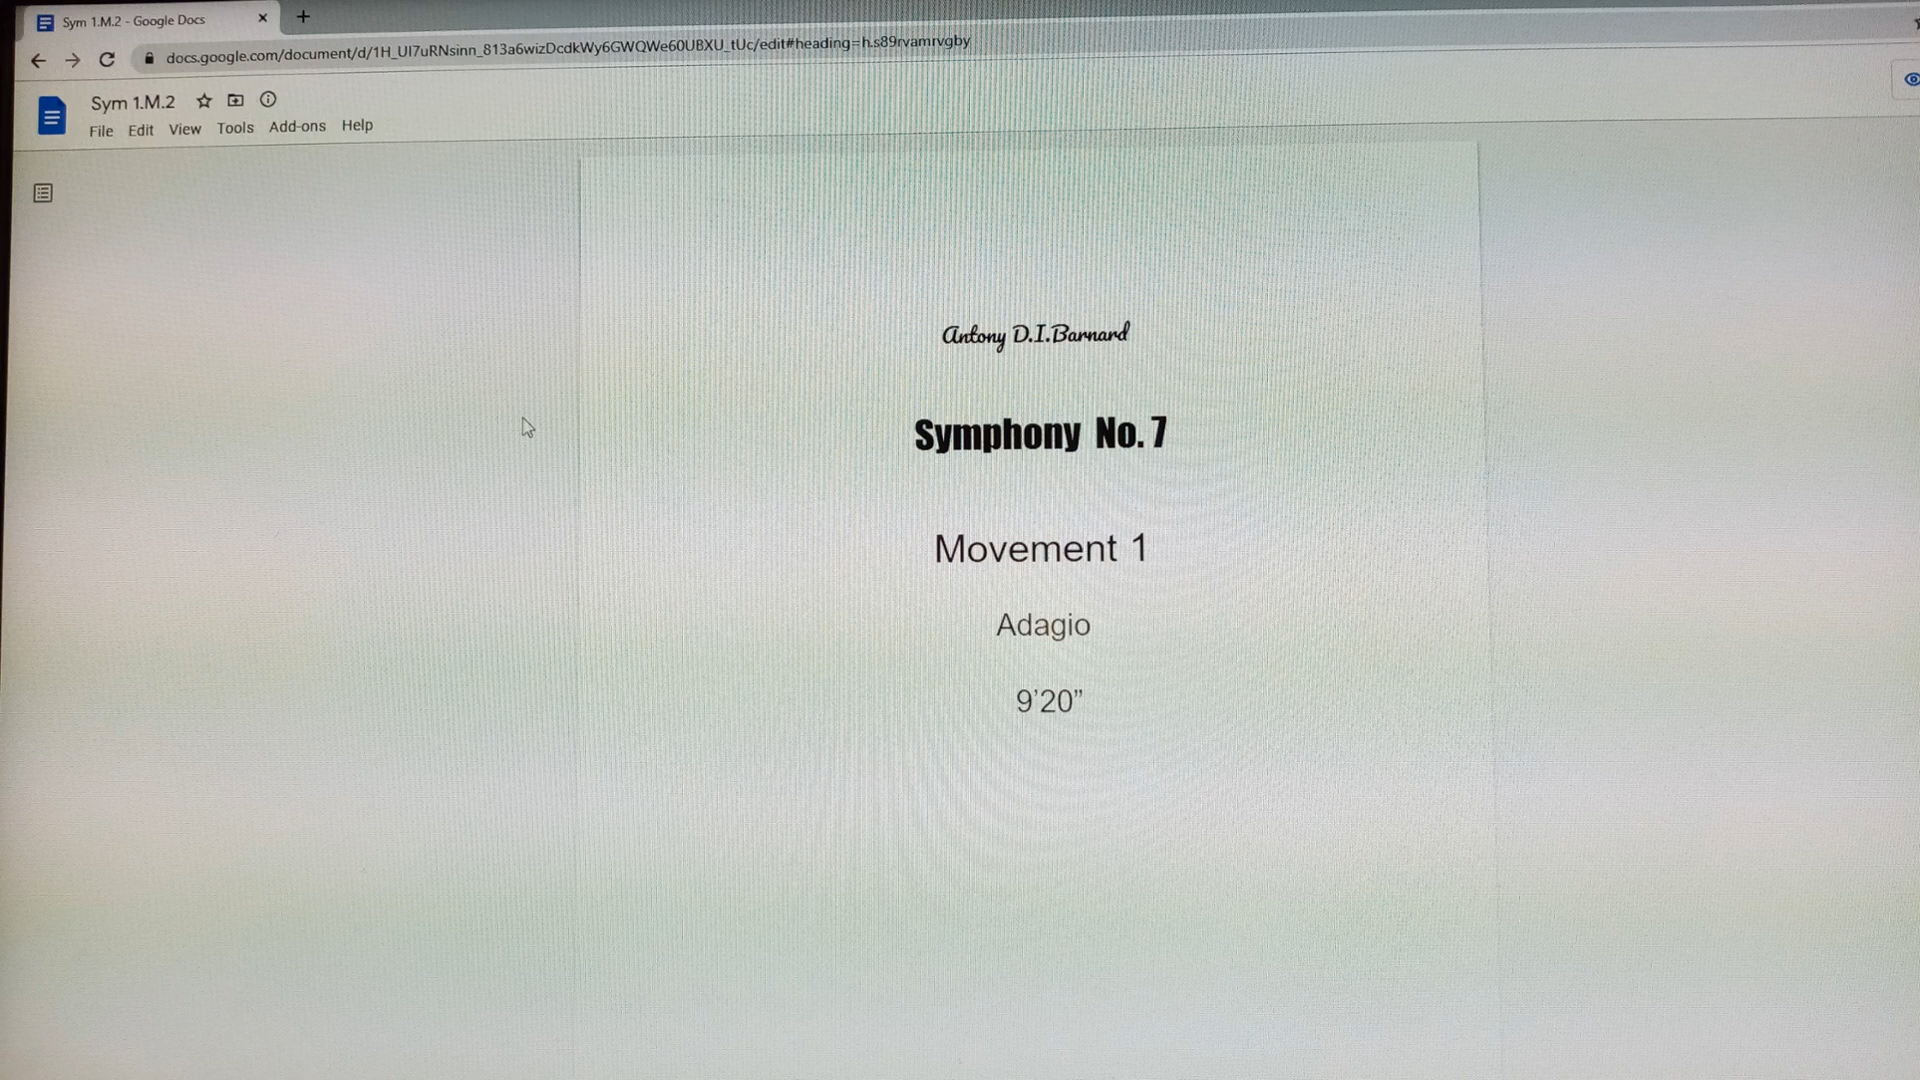 Sym 1.M.2 - Google Docs
docs.google.com/document/d/1H_UI7uRNsinn_813a6wizDcdkWy6GWQWe60UBXU_tUc/edit#heading=h.s89rvamrvgby
Sym 1.M.2
File Edit View Tools Add-ons Help
Antony D.I.Barnard
Symphony No. 7
Movement 1
Adagio
9’20”